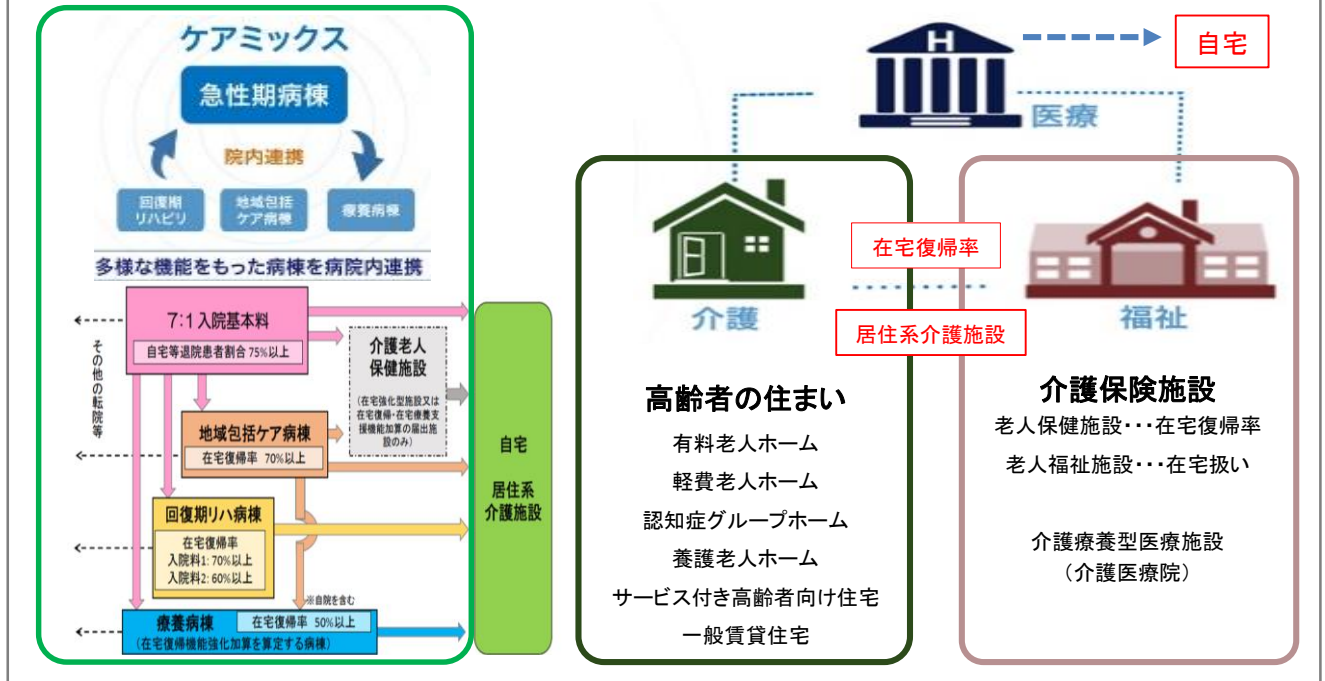 ケアミックス
急性期病棟
院内連携
回復期
リハビリ
地域包括
ケア病棟
療養病棟
多様な機能をもった病棟を病院内連携
7:1入院基本料
自宅等退院患者割合 75%以上
その他の転院等
介護老人
保健施設
(在宅強化型施設又は
在宅復帰・在宅療養支
援機能加算の届出施
設のみ)
地域包括ケア病棟
在宅復帰率 70%以上
回復期リハ病棟
在宅復帰率
入院料1: 70%以上
入院料2: 60%以上
※自院を含む
療養病棟
在宅復帰率 50%以上
(在宅復帰機能強化加算を算定する病棟)
自宅
居住系
介護施設
H
医療
自宅
介護
在宅復帰率
居住系介護施設
福祉
高齢者の住まい
有料老人ホーム
軽費老人ホーム
認知症グループホーム
養護老人ホーム
サービス付き高齢者向け住宅
一般賃貸住宅
介護保険施設
老人保健施設・・・在宅復帰率
老人福祉施設・・・在宅扱い
介護療養型医療施設
(介護医療院)